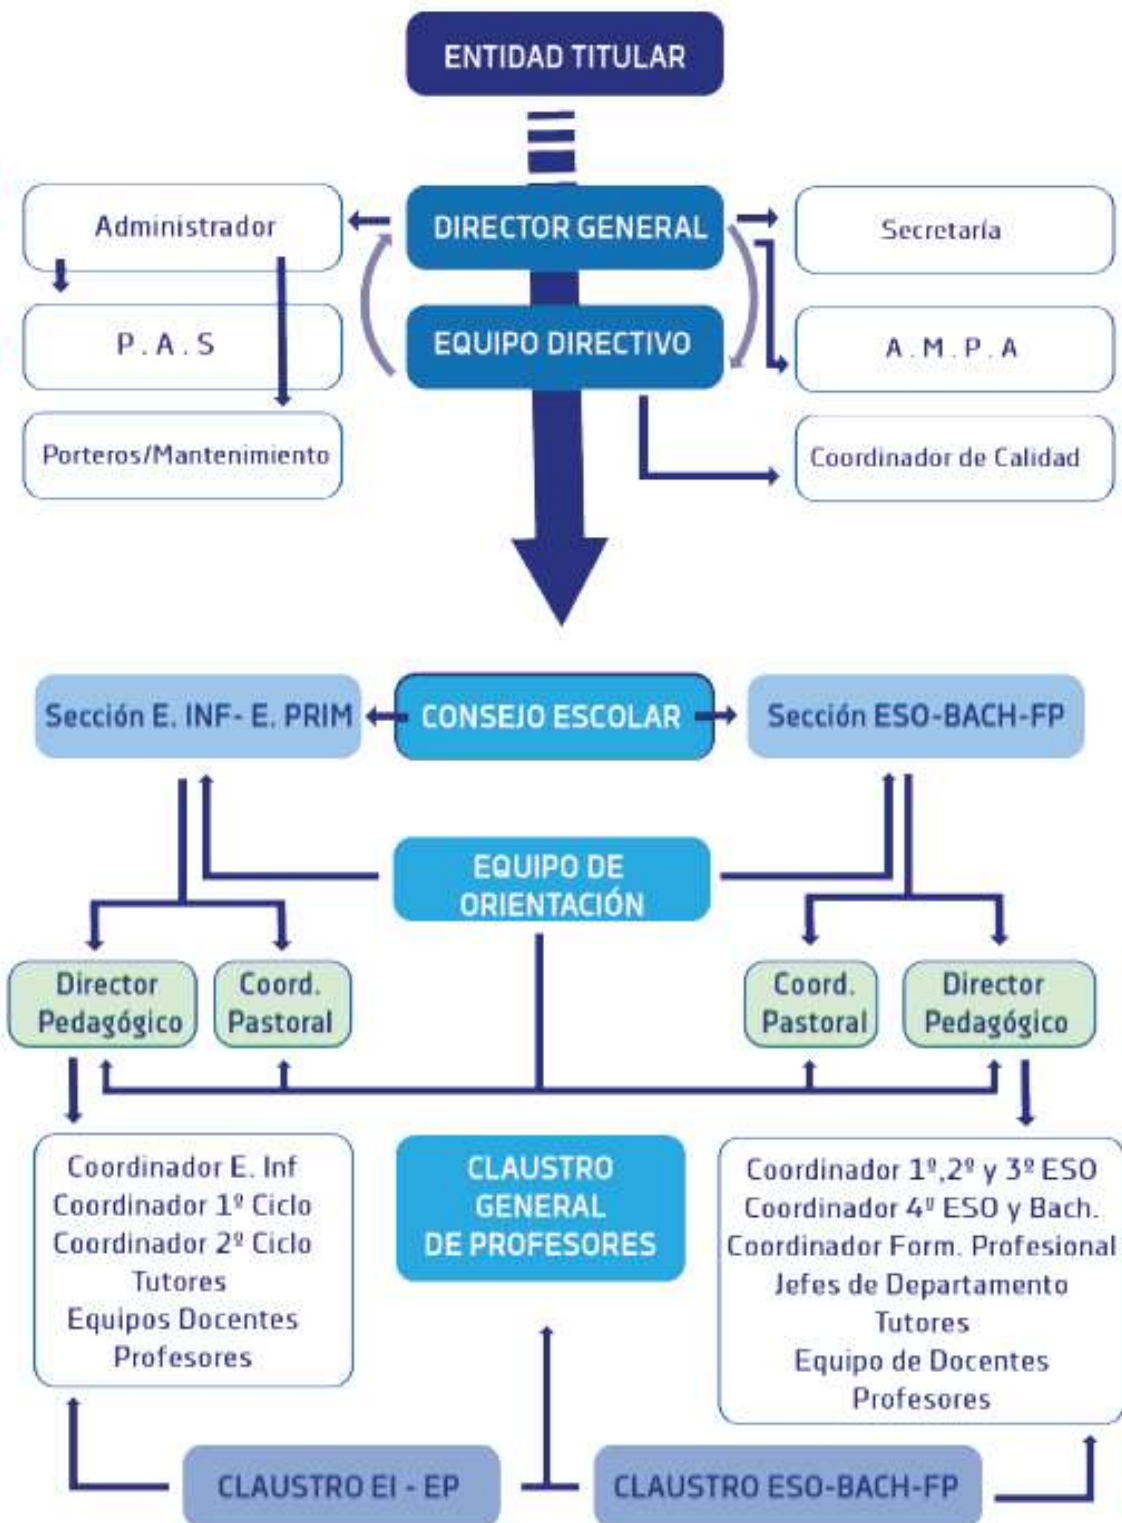 ENTIDAD TITULAR
Administrador
DIRECTOR GENERAL
Secretaría
P.A.S
EQUIPO DIRECTIVO
A.M.P.A
Porteros/Mantenimiento
Coordinador de Calidad
Sección E. INF- E. PRIM
CONSEJO ESCOLAR
Sección ESO-BACH-FP
EQUIPO DE
ORIENTACIÓN
Director
Pedagógico
Coord.
Pastoral
Coord.
Pastoral
Director
Pedagógico
Coordinador E. Inf
Coordinador 1º Ciclo
Coordinador 2º Ciclo
Tutores
Equipos Docentes
Profesores
CLAUSTRO
GENERAL
DE PROFESORES
Coordinador 1º,2º y 3º ESO
Coordinador 4º ESO y Bach.
Coordinador Form. Profesional
Jefes de Departamento
Tutores
Equipo de Docentes
Profesores
CLAUSTRO EI - EP
CLAUSTRO ESO-BACH-FP